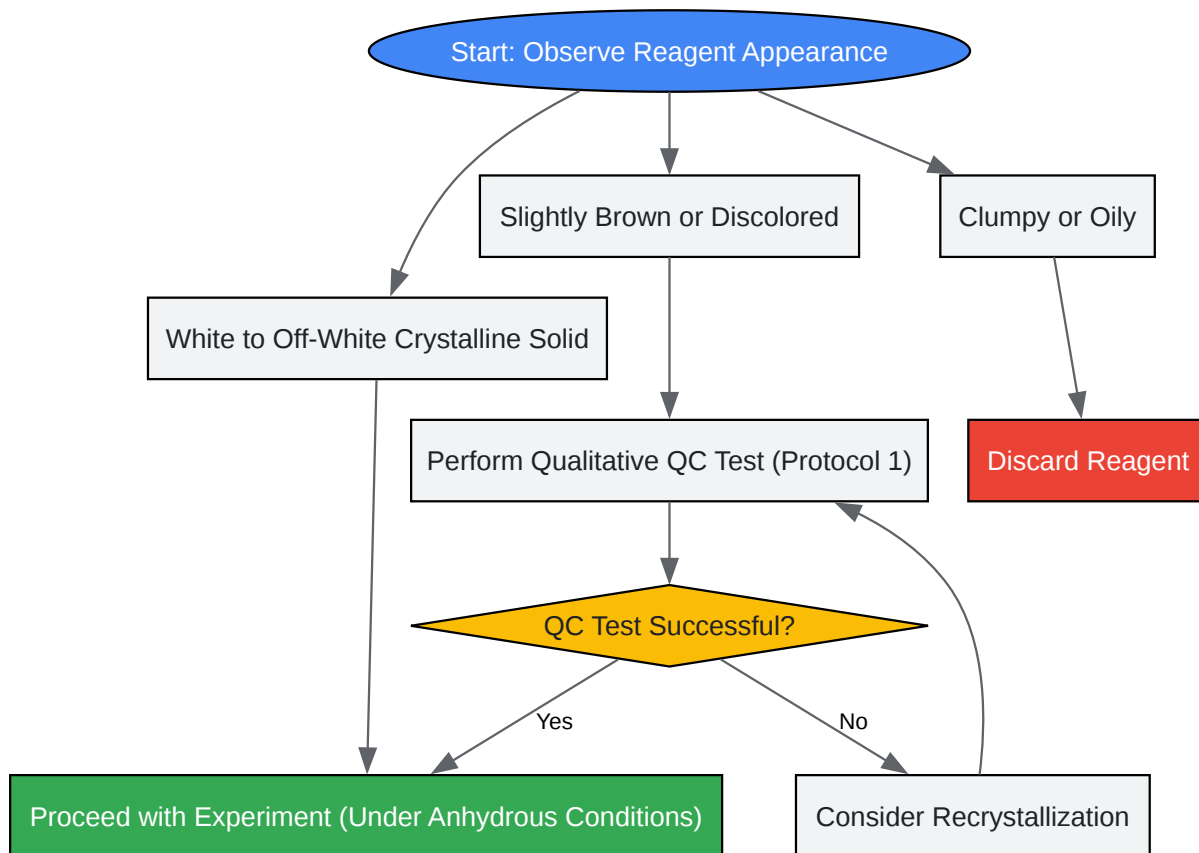 Start: Observe Reagent Appearance
Slightly Brown or Discolored
Clumpy or Oily
White to Off-White Crystalline Solid
Perform Qualitative QC Test (Protocol 1)
Discard Reagent
QC Test Successful?
Yes
No
Proceed with Experiment (Under Anhydrous Conditions)
Consider Recrystallization